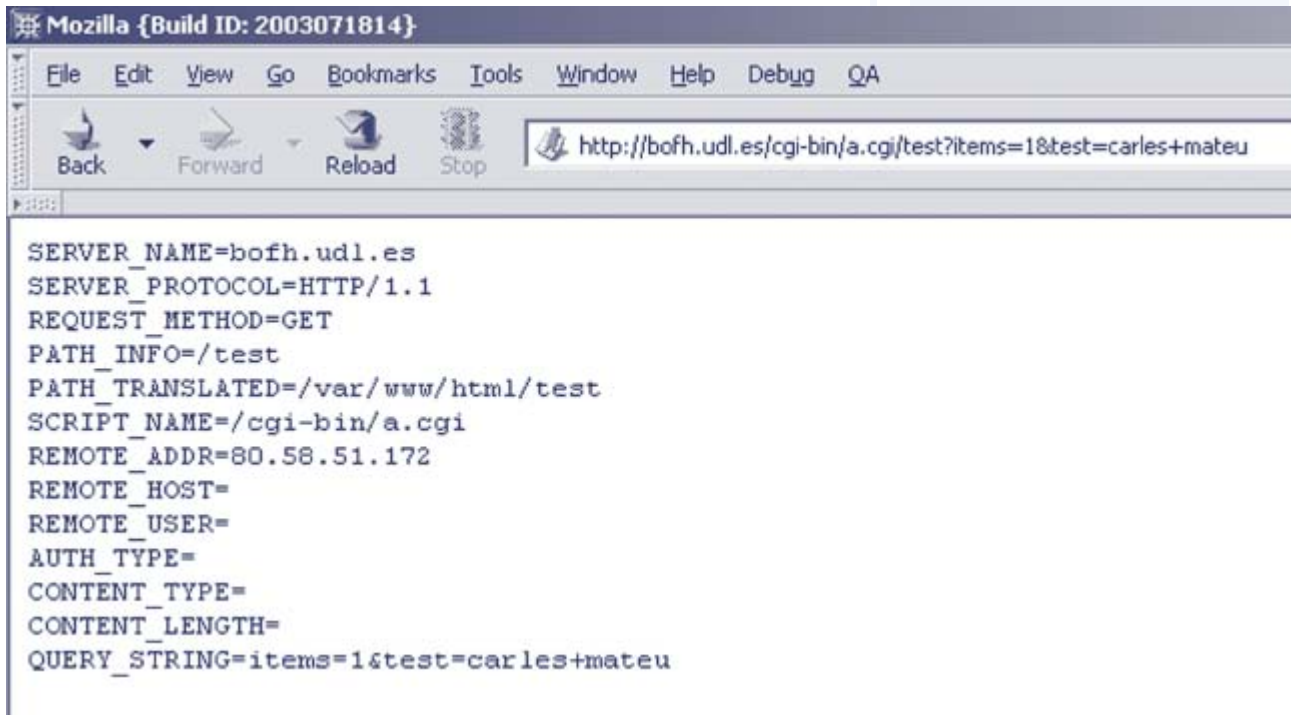 Mozilla {Build ID: 2003071814}
File Edit View Go Bookmarks Tools Window Help Debug QA
Back Forward Reload Stop http://bofh.udl.es/cgi-bin/a.cgi/test?items=1&test=carles+mateu
SERVER_NAME=bofh.udl.es
SERVER_PROTOCOL=HTTP/1.1
REQUEST_METHOD=GET
PATH_INFO=/test
PATH_TRANSLATED=/var/www/html/test
SCRIPT_NAME=/cgi-bin/a.cgi
REMOTE_ADDR=80.58.51.172
REMOTE_HOST=
REMOTE_USER=
AUTH_TYPE=
CONTENT_TYPE=
CONTENT_LENGTH=
QUERY_STRING=items=1&test=carles+mateu